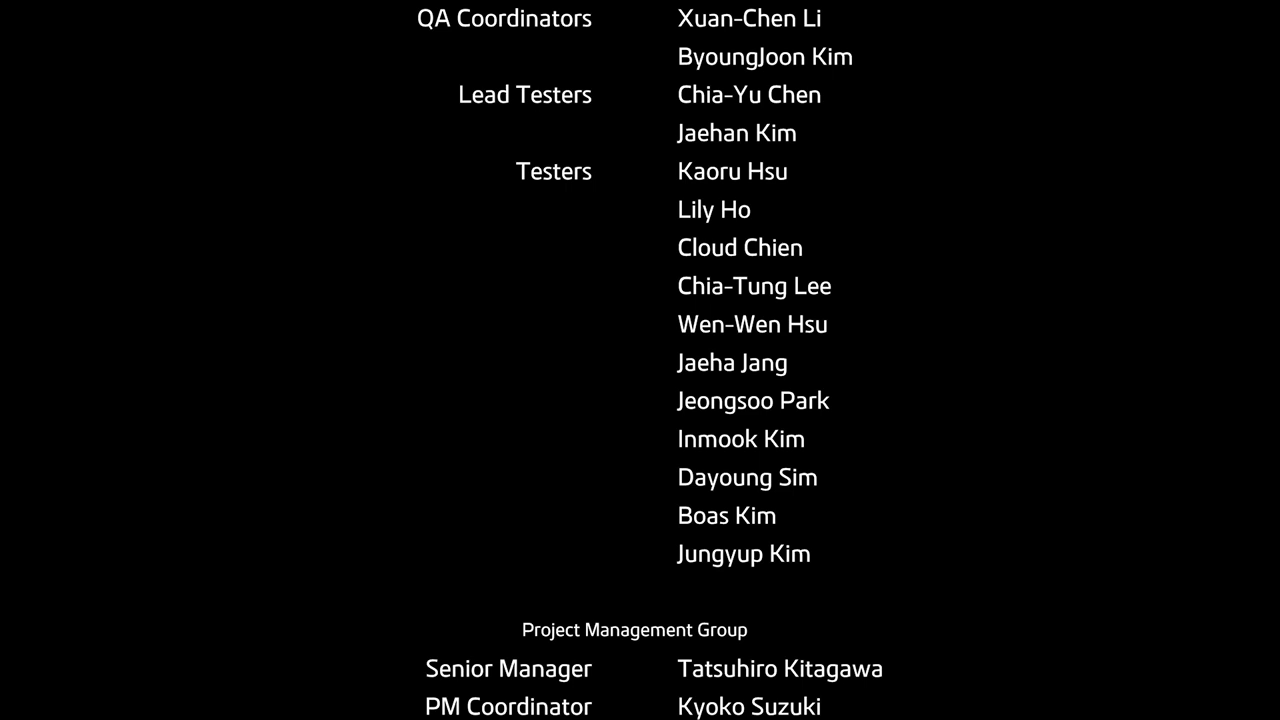 QA Coordinators Xuan-Chen Li
ByoungJoon Kim
Lead Testers Chia-Yu Chen
Jaehan Kim
Testers Kaoru Hsu
Lily Ho
Cloud Chien
Chia-Tung Lee
Wen-Wen Hsu
Jaeha Jang
Jeongsoo Park
Inmook Kim
Dayoung Sim
Boas Kim
Jungyup Kim
Project Management Group
Senior Manager Tatsuhiro Kitagawa
PM Coordinator Kyoko Suzuki